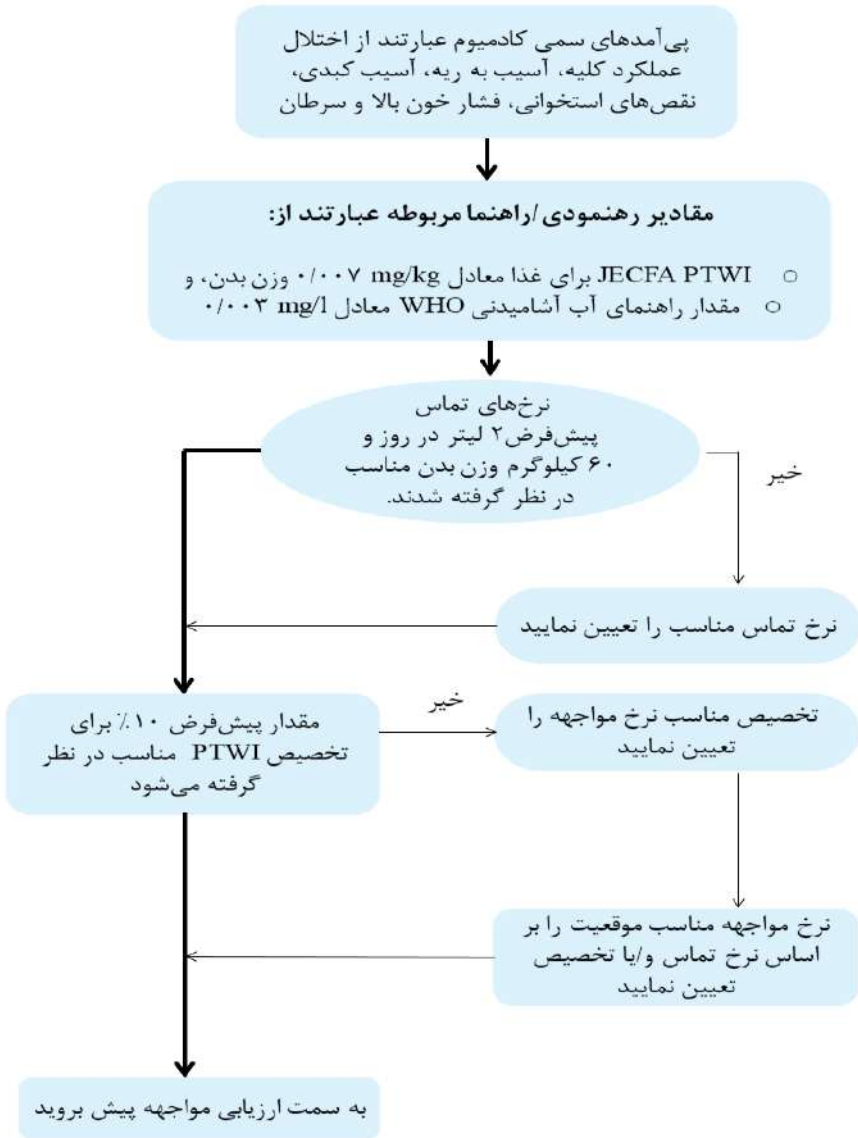 پی‌آمدهای سمی کادمیوم عبارتند از اختلال
عملکرد کلیه، آسیب به ریه، آسیب کبدی،
نقص‌های استخوانی، فشار خون بالا و سرطان
مقادیر رهنمودی/راهنما مربوطه عبارتند از:
○ JECFA PTWI برای غذا معادل ۰/۰۰۷ mg/kg وزن بدن، و
○ مقدار راهنمای آب آشامیدنی WHO معادل ۰/۰۰۳ mg/l
نرخ‌های تماس
پیش‌فرض۲ لیتر در روز و
۶۰ کیلوگرم وزن بدن مناسب
در نظر گرفته شدند.
خیر
نرخ تماس مناسب را تعیین نمایید
مقدار پیش‌فرض ۱۰٪ برای
تخصیص PTWI مناسب در نظر
گرفته می‌شود
خیر
تخصیص مناسب نرخ مواجهه را
تعیین نمایید
نرخ مواجهه مناسب موقعیت را بر
اساس نرخ تماس و/یا تخصیص
تعیین نمایید
به سمت ارزیابی مواجهه پیش بروید